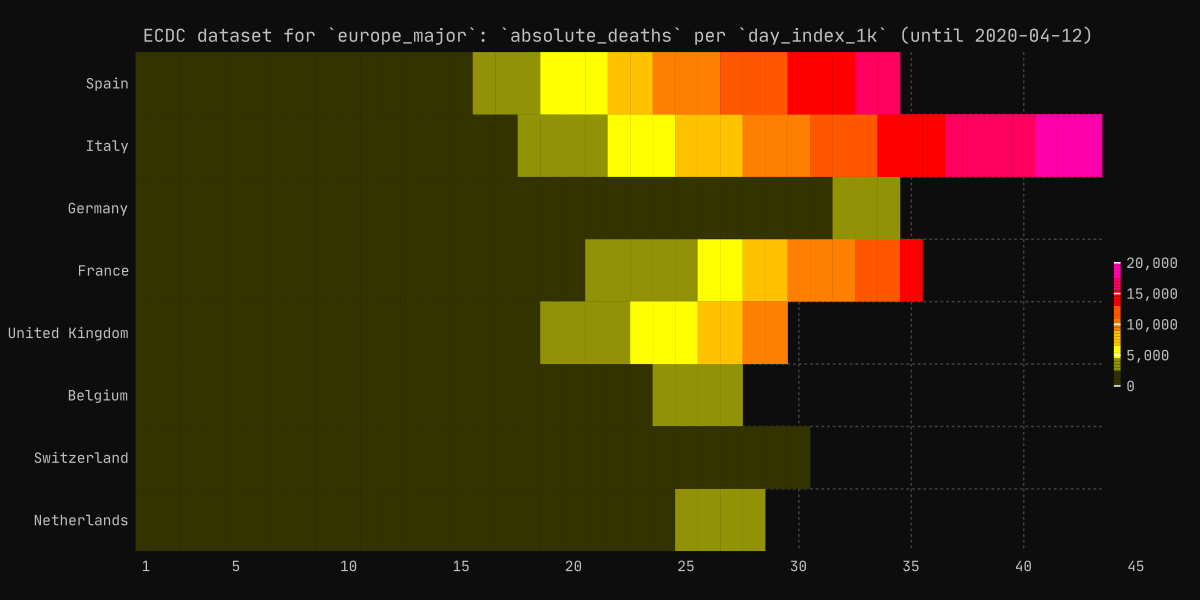 ECDC dataset for `europe_major`: `absolute_deaths` per `day_index_1k` (until 2020-04-12)
Spain
Italy
Germany
France
United Kingdom
Belgium
Switzerland
Netherlands
20,000
15,000
10,000
5,000
0
1 5 10 15 20 25 30 35 40 45